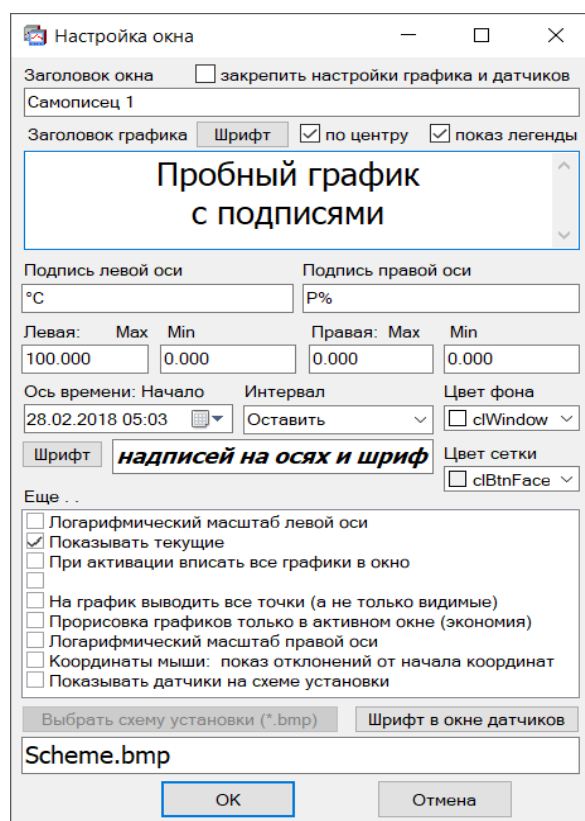 Настройка окна
Заголовок окна закрепить настройки графика и датчиков
Самописец 1
Заголовок графика Шрифт по центру показ легенды
Пробный график
с подписями
Подпись левой оси Подпись правой оси
°C P%
Левая: Max Min Правая: Max Min
100.000 0.000 0.000 0.000
Ось времени: Начало Интервал Цвет фона
28.02.2018 05:03 Оставить clWindow
Шрифт надписей на осях и шриф Цвет сетки
clBtnFace
Еще . .
Логарифмический масштаб левой оси
Показывать текущие
При активации вписать все графики в окно
На график выводить все точки (а не только видимые)
Прорисовка графиков только в активном окне (экономия)
Логарифмический масштаб правой оси
Координаты мыши: показ отклонений от начала координат
Показывать датчики на схеме установки
Выбрать схему установки (*.bmp) Шрифт в окне датчиков
Scheme.bmp
OK Отмена